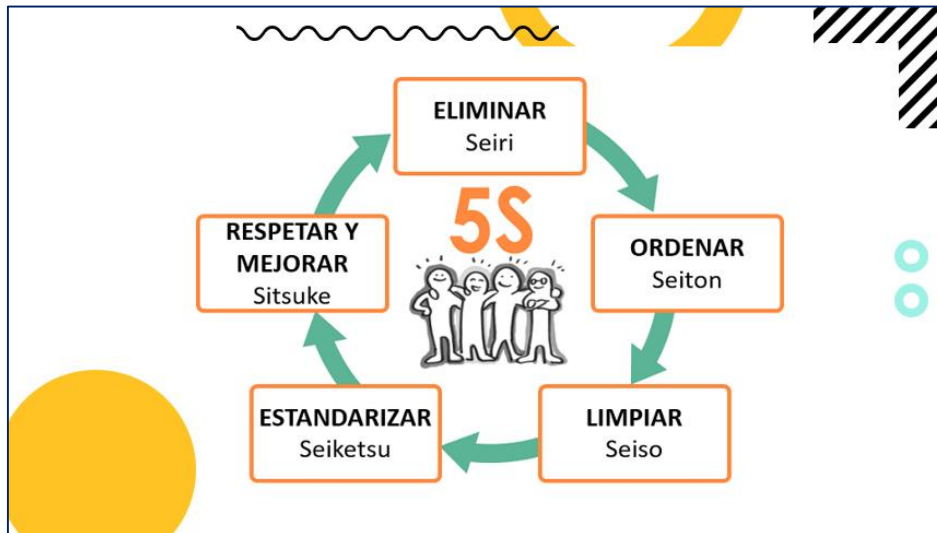 ELIMINAR
Seiri
5S
ORDENAR
Seiton
LIMPIAR
Seiso
ESTANDARIZAR
Seiketsu
RESPETAR Y
MEJORAR
Sitsuke